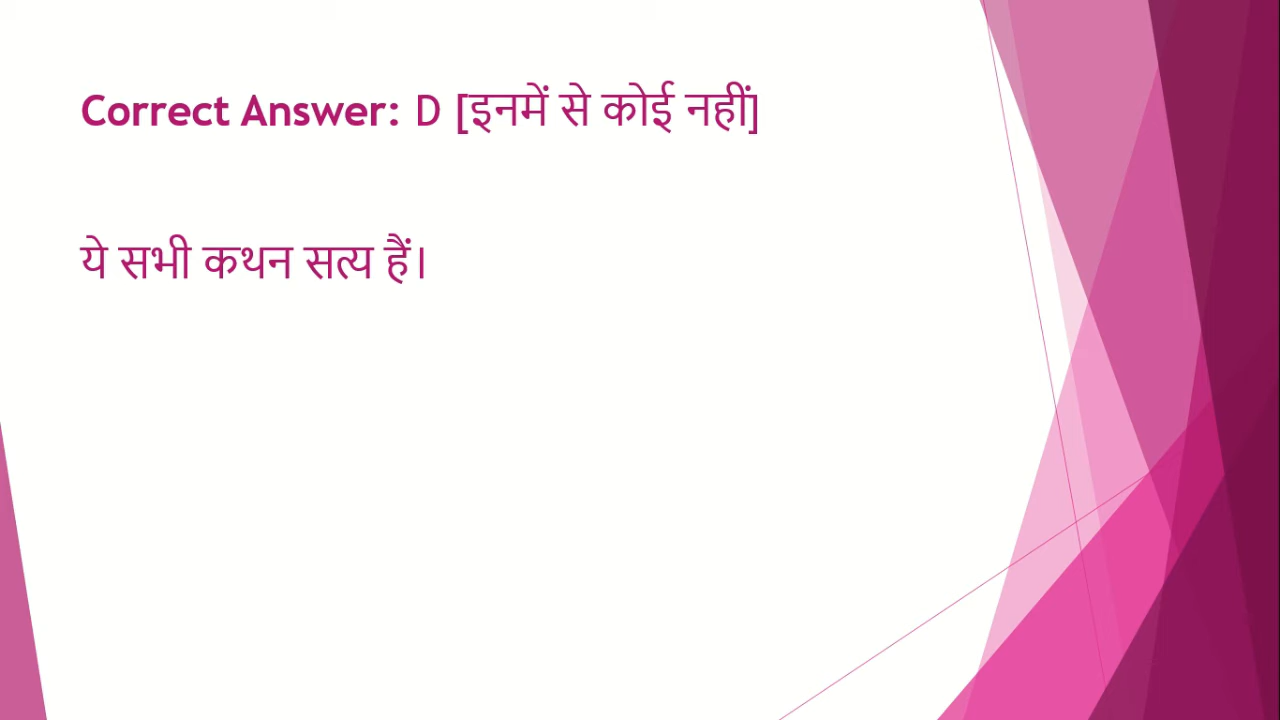 Correct Answer: D [इनमें से कोई नहीं]
ये सभी कथन सत्य हैं।